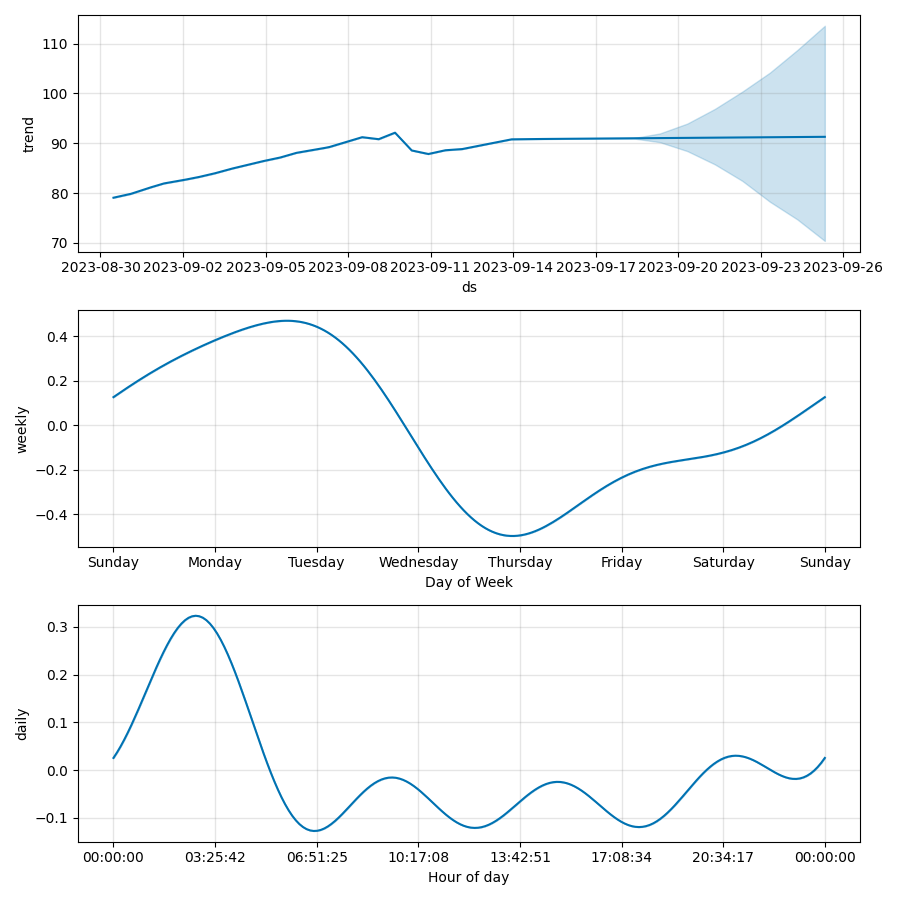 110
100
90
80
70
trend
2023-08-30 2023-09-02 2023-09-05 2023-09-08 2023-09-11 2023-09-14 2023-09-17 2023-09-20 2023-09-23 2023-09-26
ds
0.4
0.2
0.0
−0.2
−0.4
weekly
Sunday Monday Tuesday Wednesday Thursday Friday Saturday Sunday
Day of Week
0.3
0.2
0.1
0.0
−0.1
daily
00:00:00 03:25:42 06:51:25 10:17:08 13:42:51 17:08:34 20:34:17 00:00:00
Hour of day